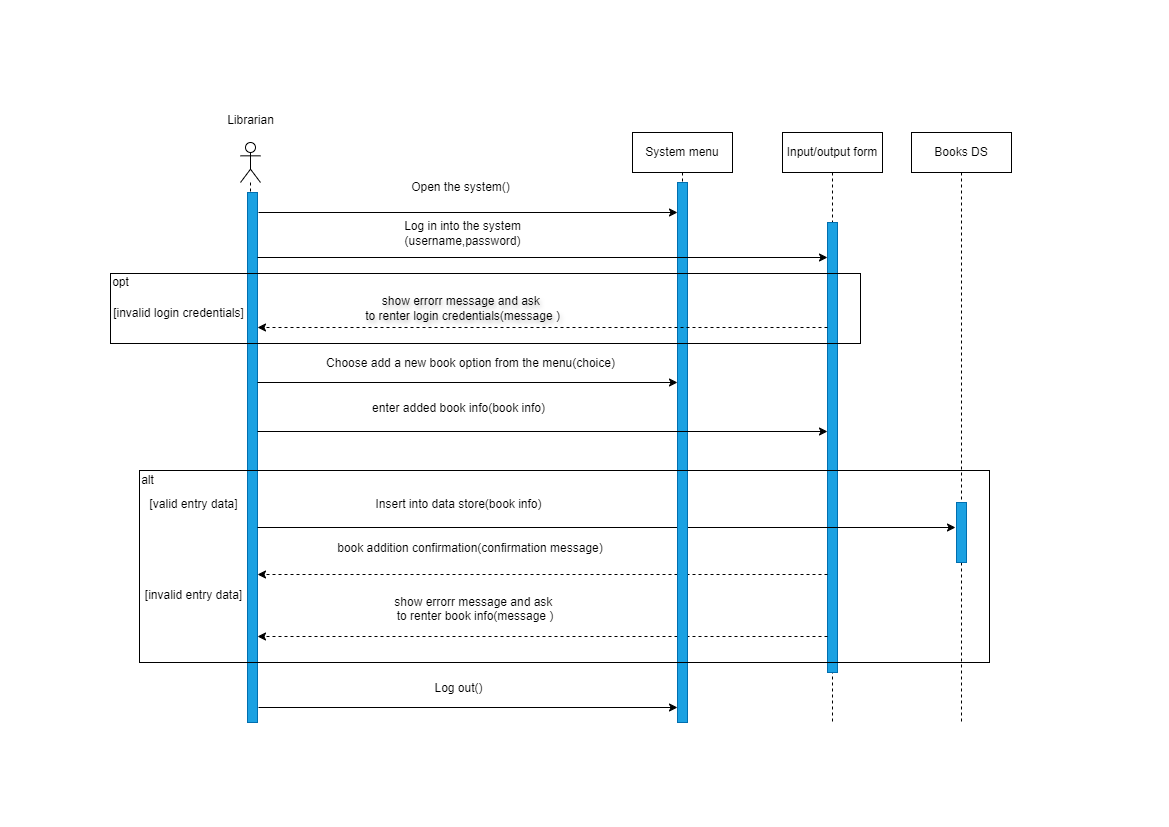 Librarian
System menu
Input/output form
Books DS
Open the system()
Log in into the system
(username,password)
opt
[invalid login credentials]
show errorr message and ask
to renter login credentials(message )
Choose add a new book option from the menu(choice)
enter added book info(book info)
alt
[valid entry data]
Insert into data store(book info)
book addition confirmation(confirmation message)
[invalid entry data]
show errorr message and ask
to renter book info(message )
Log out()